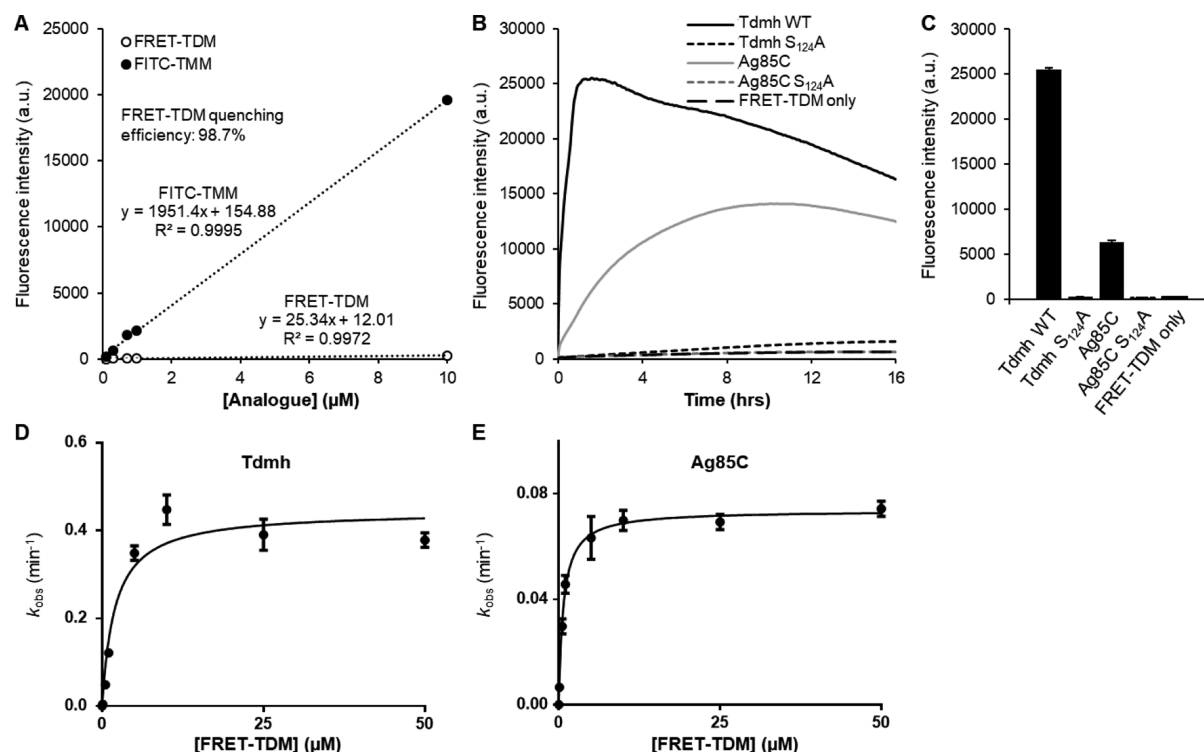 A
FRET-TDM
FITC-TMM
FRET-TDM quenching
efficiency: 98.7%
FITC-TMM
y = 1951.4x + 154.88
R² = 0.9995
FRET-TDM
y = 25.34x + 12.01
R² = 0.9972
Fluorescence intensity (a.u.)
25000
20000
15000
10000
5000
0
0 2 4 6 8 10
[Analogue] (µM)
B
Tdmh WT
Tdmh S₁₂₄A
Ag85C
Ag85C S₁₂₄A
FRET-TDM only
Fluorescence intensity (a.u.)
30000
25000
20000
15000
10000
5000
0
0 4 8 12 16
Time (hrs)
C
Fluorescence intensity (a.u.)
30000
25000
20000
15000
10000
5000
0
Tdmh WT
Tdmh S₁₂₄A
Ag85C
Ag85C S₁₂₄A
FRET-TDM only
D
Tdmh
kobs (min⁻¹)
0.6
0.4
0.2
0.0
0 25 50
[FRET-TDM] (µM)
E
Ag85C
kobs (min⁻¹)
0.08
0.04
0.00
0 25 50
[FRET-TDM] (µM)